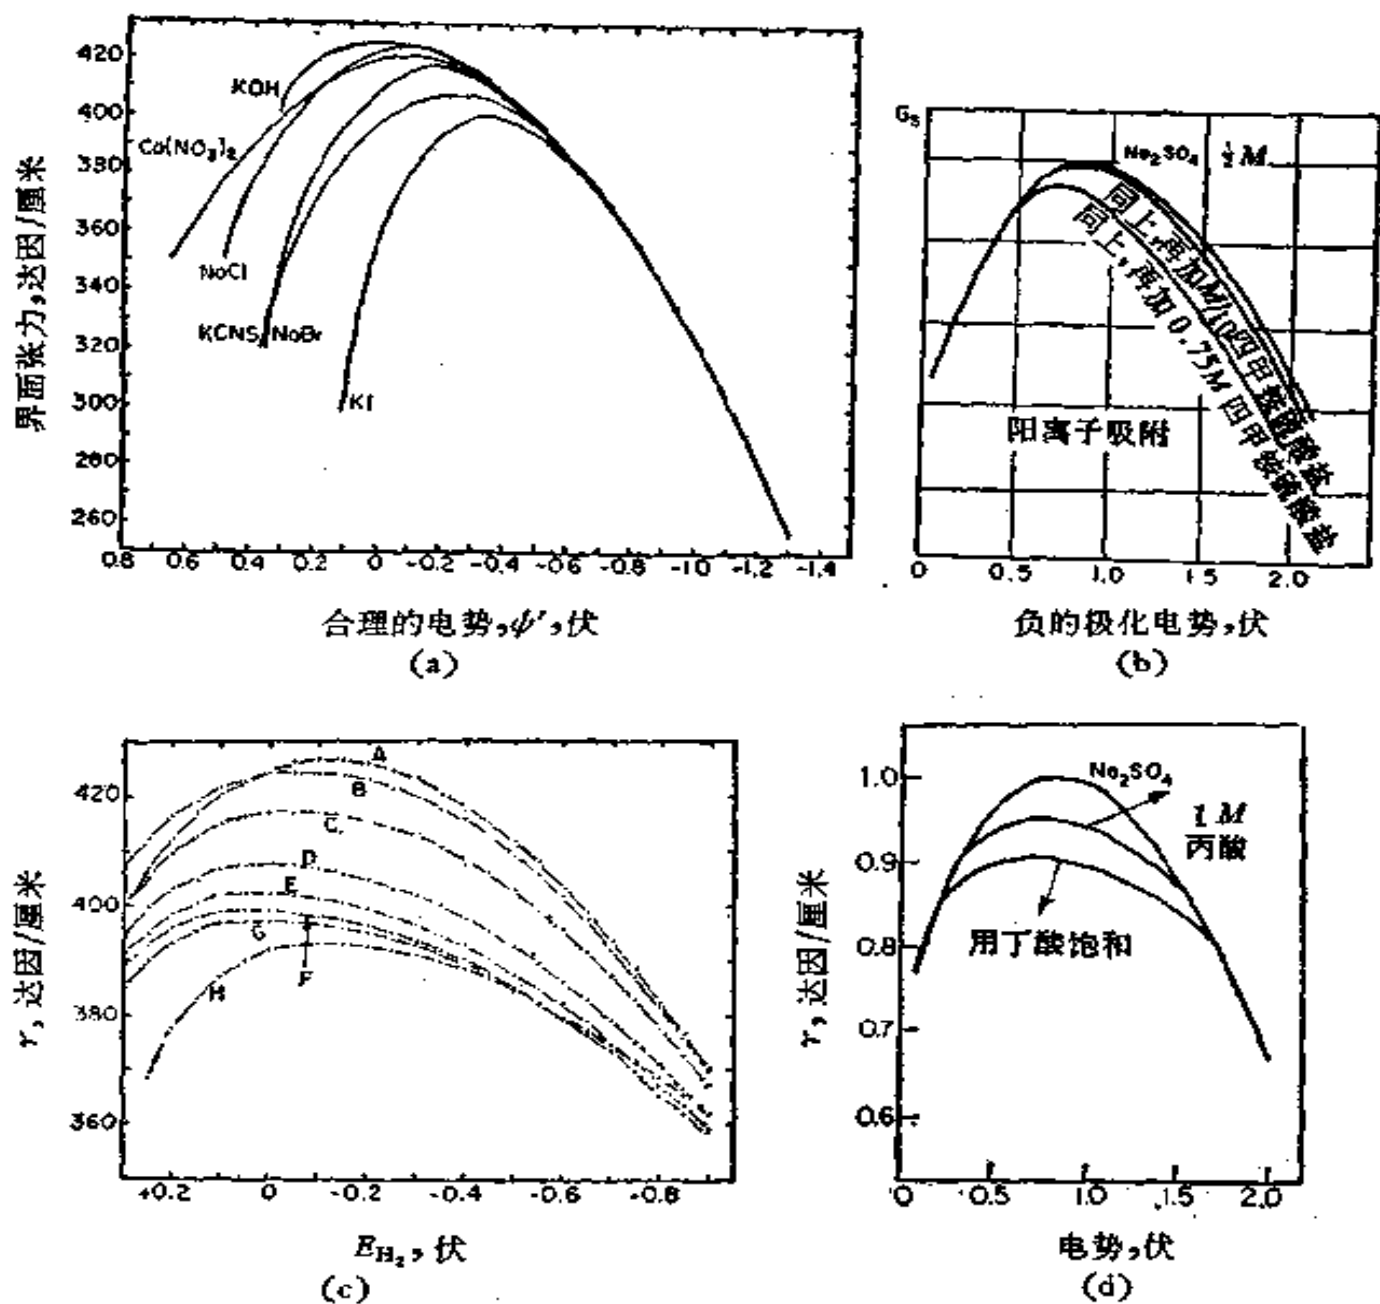 界面张力,达因/厘米
420
400
380
360
340
320
300
280
260
KOH
Ca(NO₃)₂
NaCl
KCNS
NaBr
KI
0.8 0.6 0.4 0.2 0 -0.2 -0.4 -0.6 -0.8 -1.0 -1.2 -1.4
合理的电势,ψ′,伏
(a)
Gs
Na₂SO₄ ½M
同上,再加M/10四甲铵硫酸盐
同上,再加0.75M四甲铵硫酸盐
阳离子吸附
0 0.5 1.0 1.5 2.0
负的极化电势,伏
(b)
γ,达因/厘米
420
400
380
360
A
B
C
D
E
F
G
H
+0.2 0 -0.2 -0.4 -0.6 -0.8
E_H₂,伏
(c)
γ,达因/厘米
1.0
0.9
0.8
0.7
0.6
Na₂SO₄
1 M
丙酸
用丁酸饱和
0 0.5 1.0 1.5 2.0
电势,伏
(d)